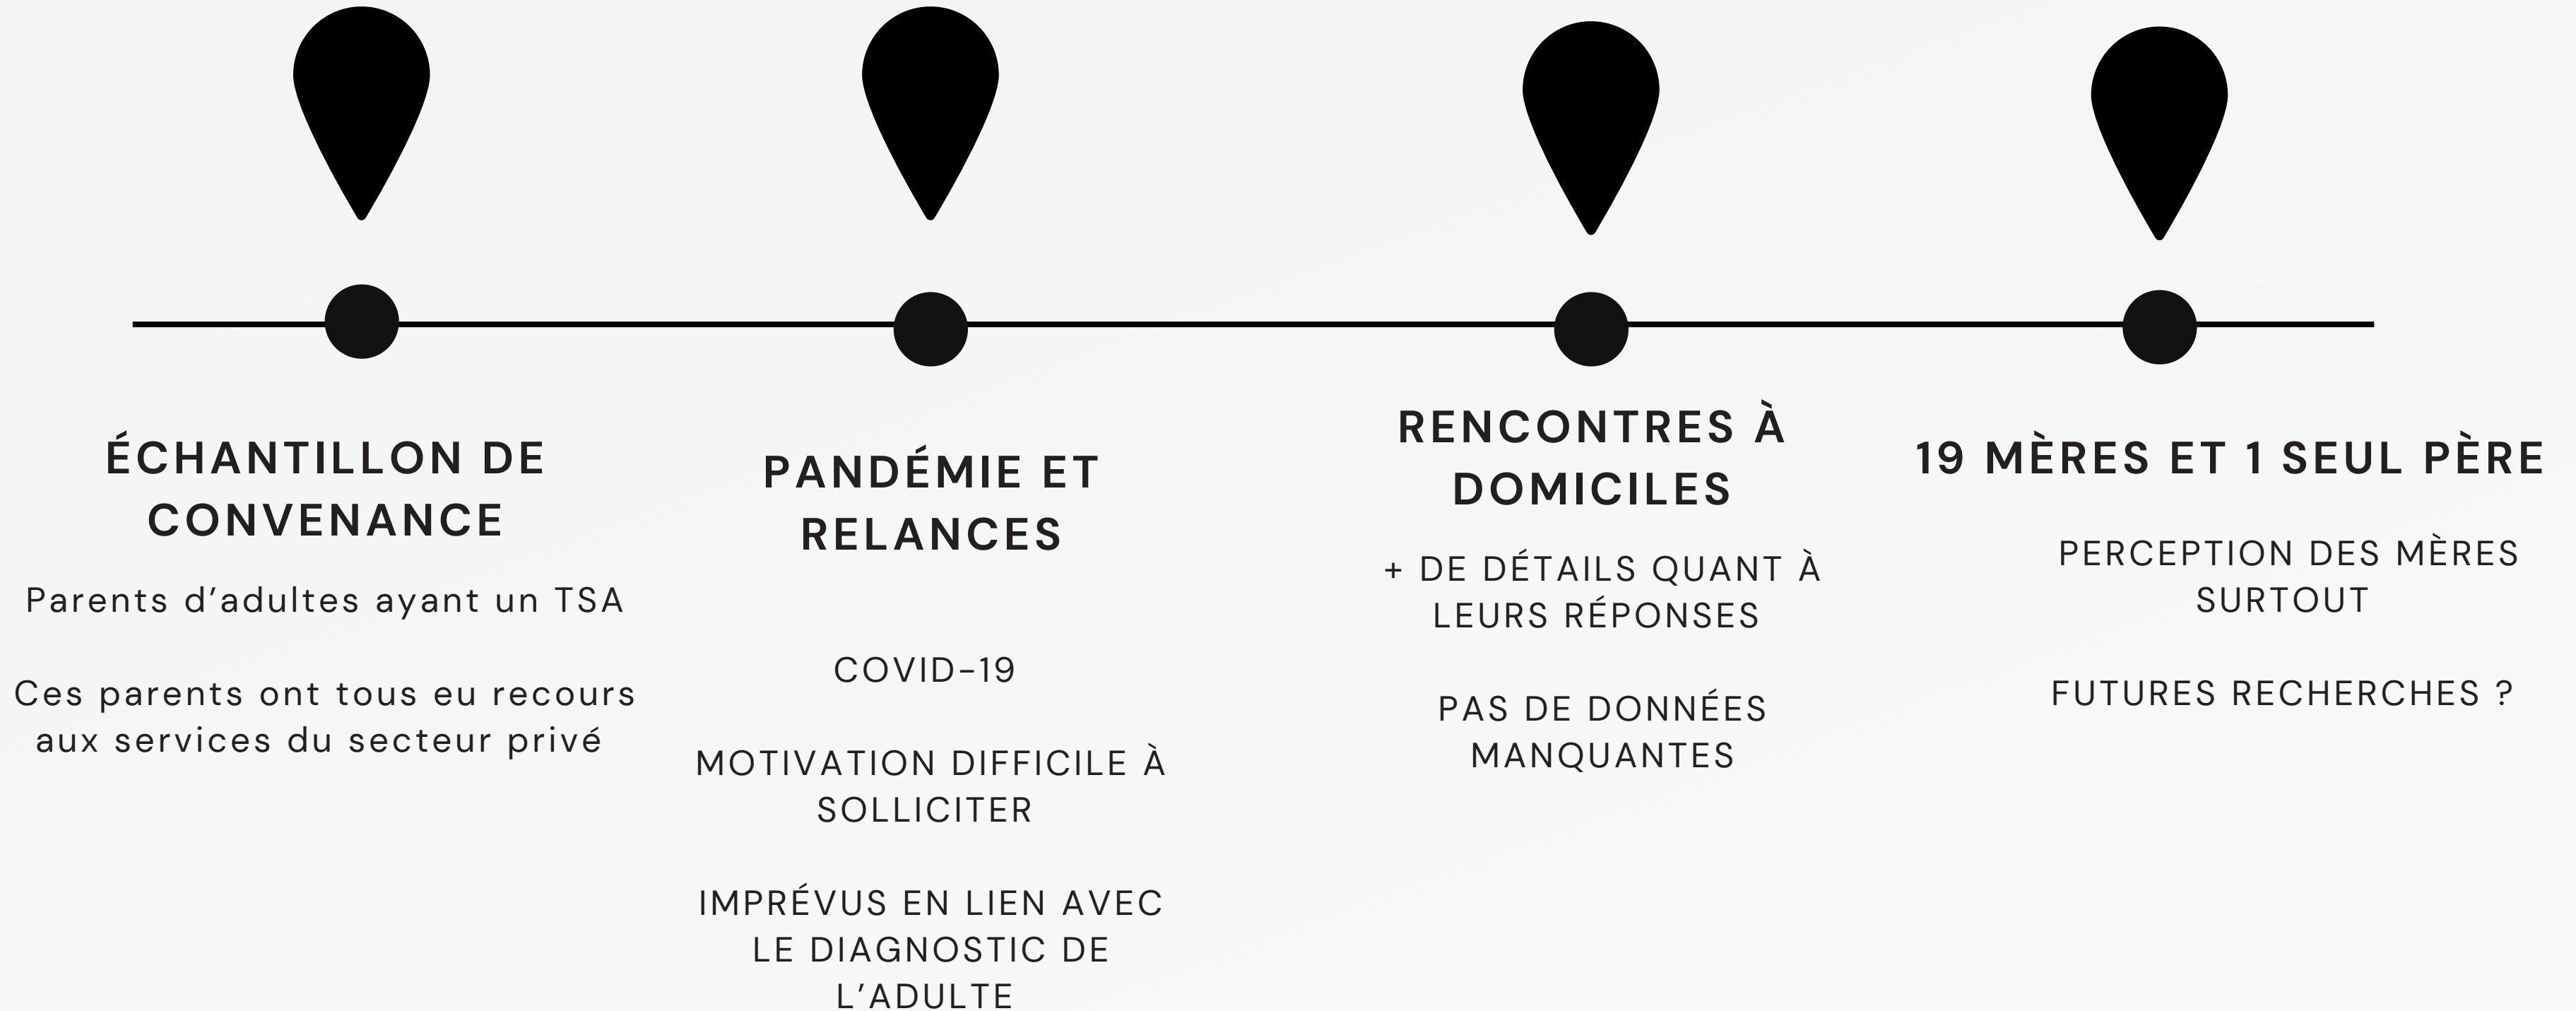 ÉCHANTILLON DE
CONVENANCE
Parents d’adultes ayant un TSA
Ces parents ont tous eu recours
aux services du secteur privé
PANDÉMIE ET
RELANCES
COVID-19
MOTIVATION DIFFICILE À
SOLLICITER
IMPRÉVUS EN LIEN AVEC
LE DIAGNOSTIC DE
L’ADULTE
RENCONTRES À
DOMICILES
+ DE DÉTAILS QUANT À
LEURS RÉPONSES
PAS DE DONNÉES
MANQUANTES
19 MÈRES ET 1 SEUL PÈRE
PERCEPTION DES MÈRES
SURTOUT
FUTURES RECHERCHES ?